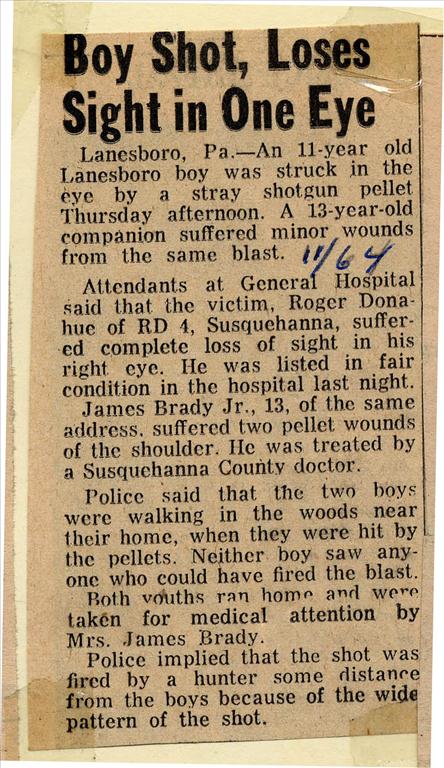 Boy Shot, Loses
Sight in One Eye
Lanesboro, Pa.—An 11-year old
Lanesboro boy was struck in the
eye by a stray shotgun pellet
Thursday afternoon. A 13-year-old
companion suffered minor wounds
from the same blast. 11/64
Attendants at General Hospital
said that the victim, Roger Dona-
hue of RD 4, Susquehanna, suffer-
ed complete loss of sight in his
right eye. He was listed in fair
condition in the hospital last night.
James Brady Jr., 13, of the same
address, suffered two pellet wounds
of the shoulder. He was treated by
a Susquehanna County doctor.
Police said that the two boys
were walking in the woods near
their home, when they were hit by
the pellets. Neither boy saw any-
one who could have fired the blast.
Both youths ran home and were
taken for medical attention by
Mrs. James Brady.
Police implied that the shot was
fired by a hunter some distance
from the boys because of the wide
pattern of the shot.